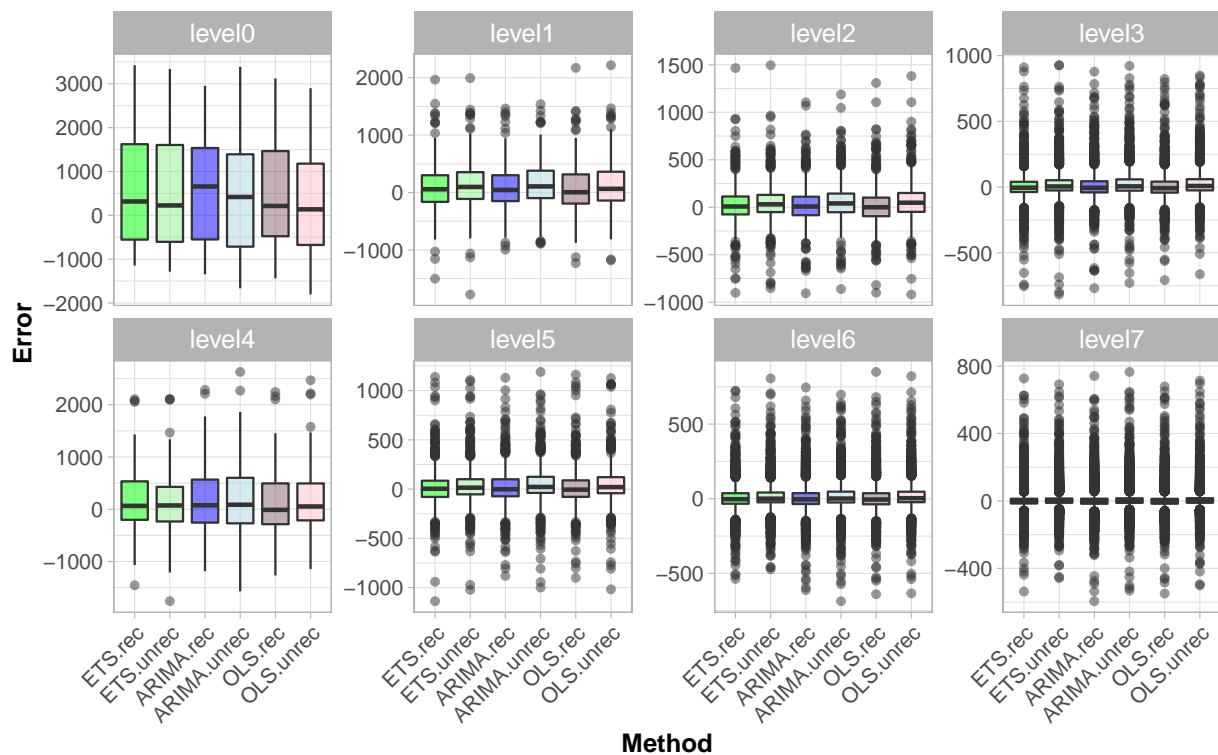 level0 level1 level2 level3
3000
2000
1000
0
−1000
−2000
2000
1000
0
−1000
1500
1000
500
0
−500
−1000
1000
500
0
−500
Error
level4 level5 level6 level7
2000
1000
0
−1000
1000
500
0
−500
−1000
500
0
−500
800
400
0
−400
ETS.rec
ETS.unrec
ARIMA.rec
ARIMA.unrec
OLS.rec
OLS.unrec
ETS.rec
ETS.unrec
ARIMA.rec
ARIMA.unrec
OLS.rec
OLS.unrec
ETS.rec
ETS.unrec
ARIMA.rec
ARIMA.unrec
OLS.rec
OLS.unrec
ETS.rec
ETS.unrec
ARIMA.rec
ARIMA.unrec
OLS.rec
OLS.unrec
Method